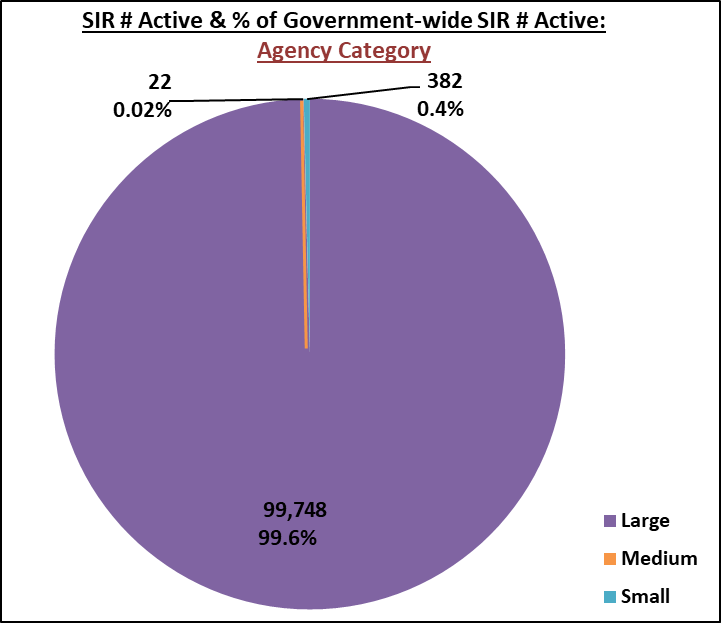 SIR # Active & % of Government-wide SIR # Active:
Agency Category
22
0.02%
382
0.4%
99,748
99.6%
Large
Medium
Small